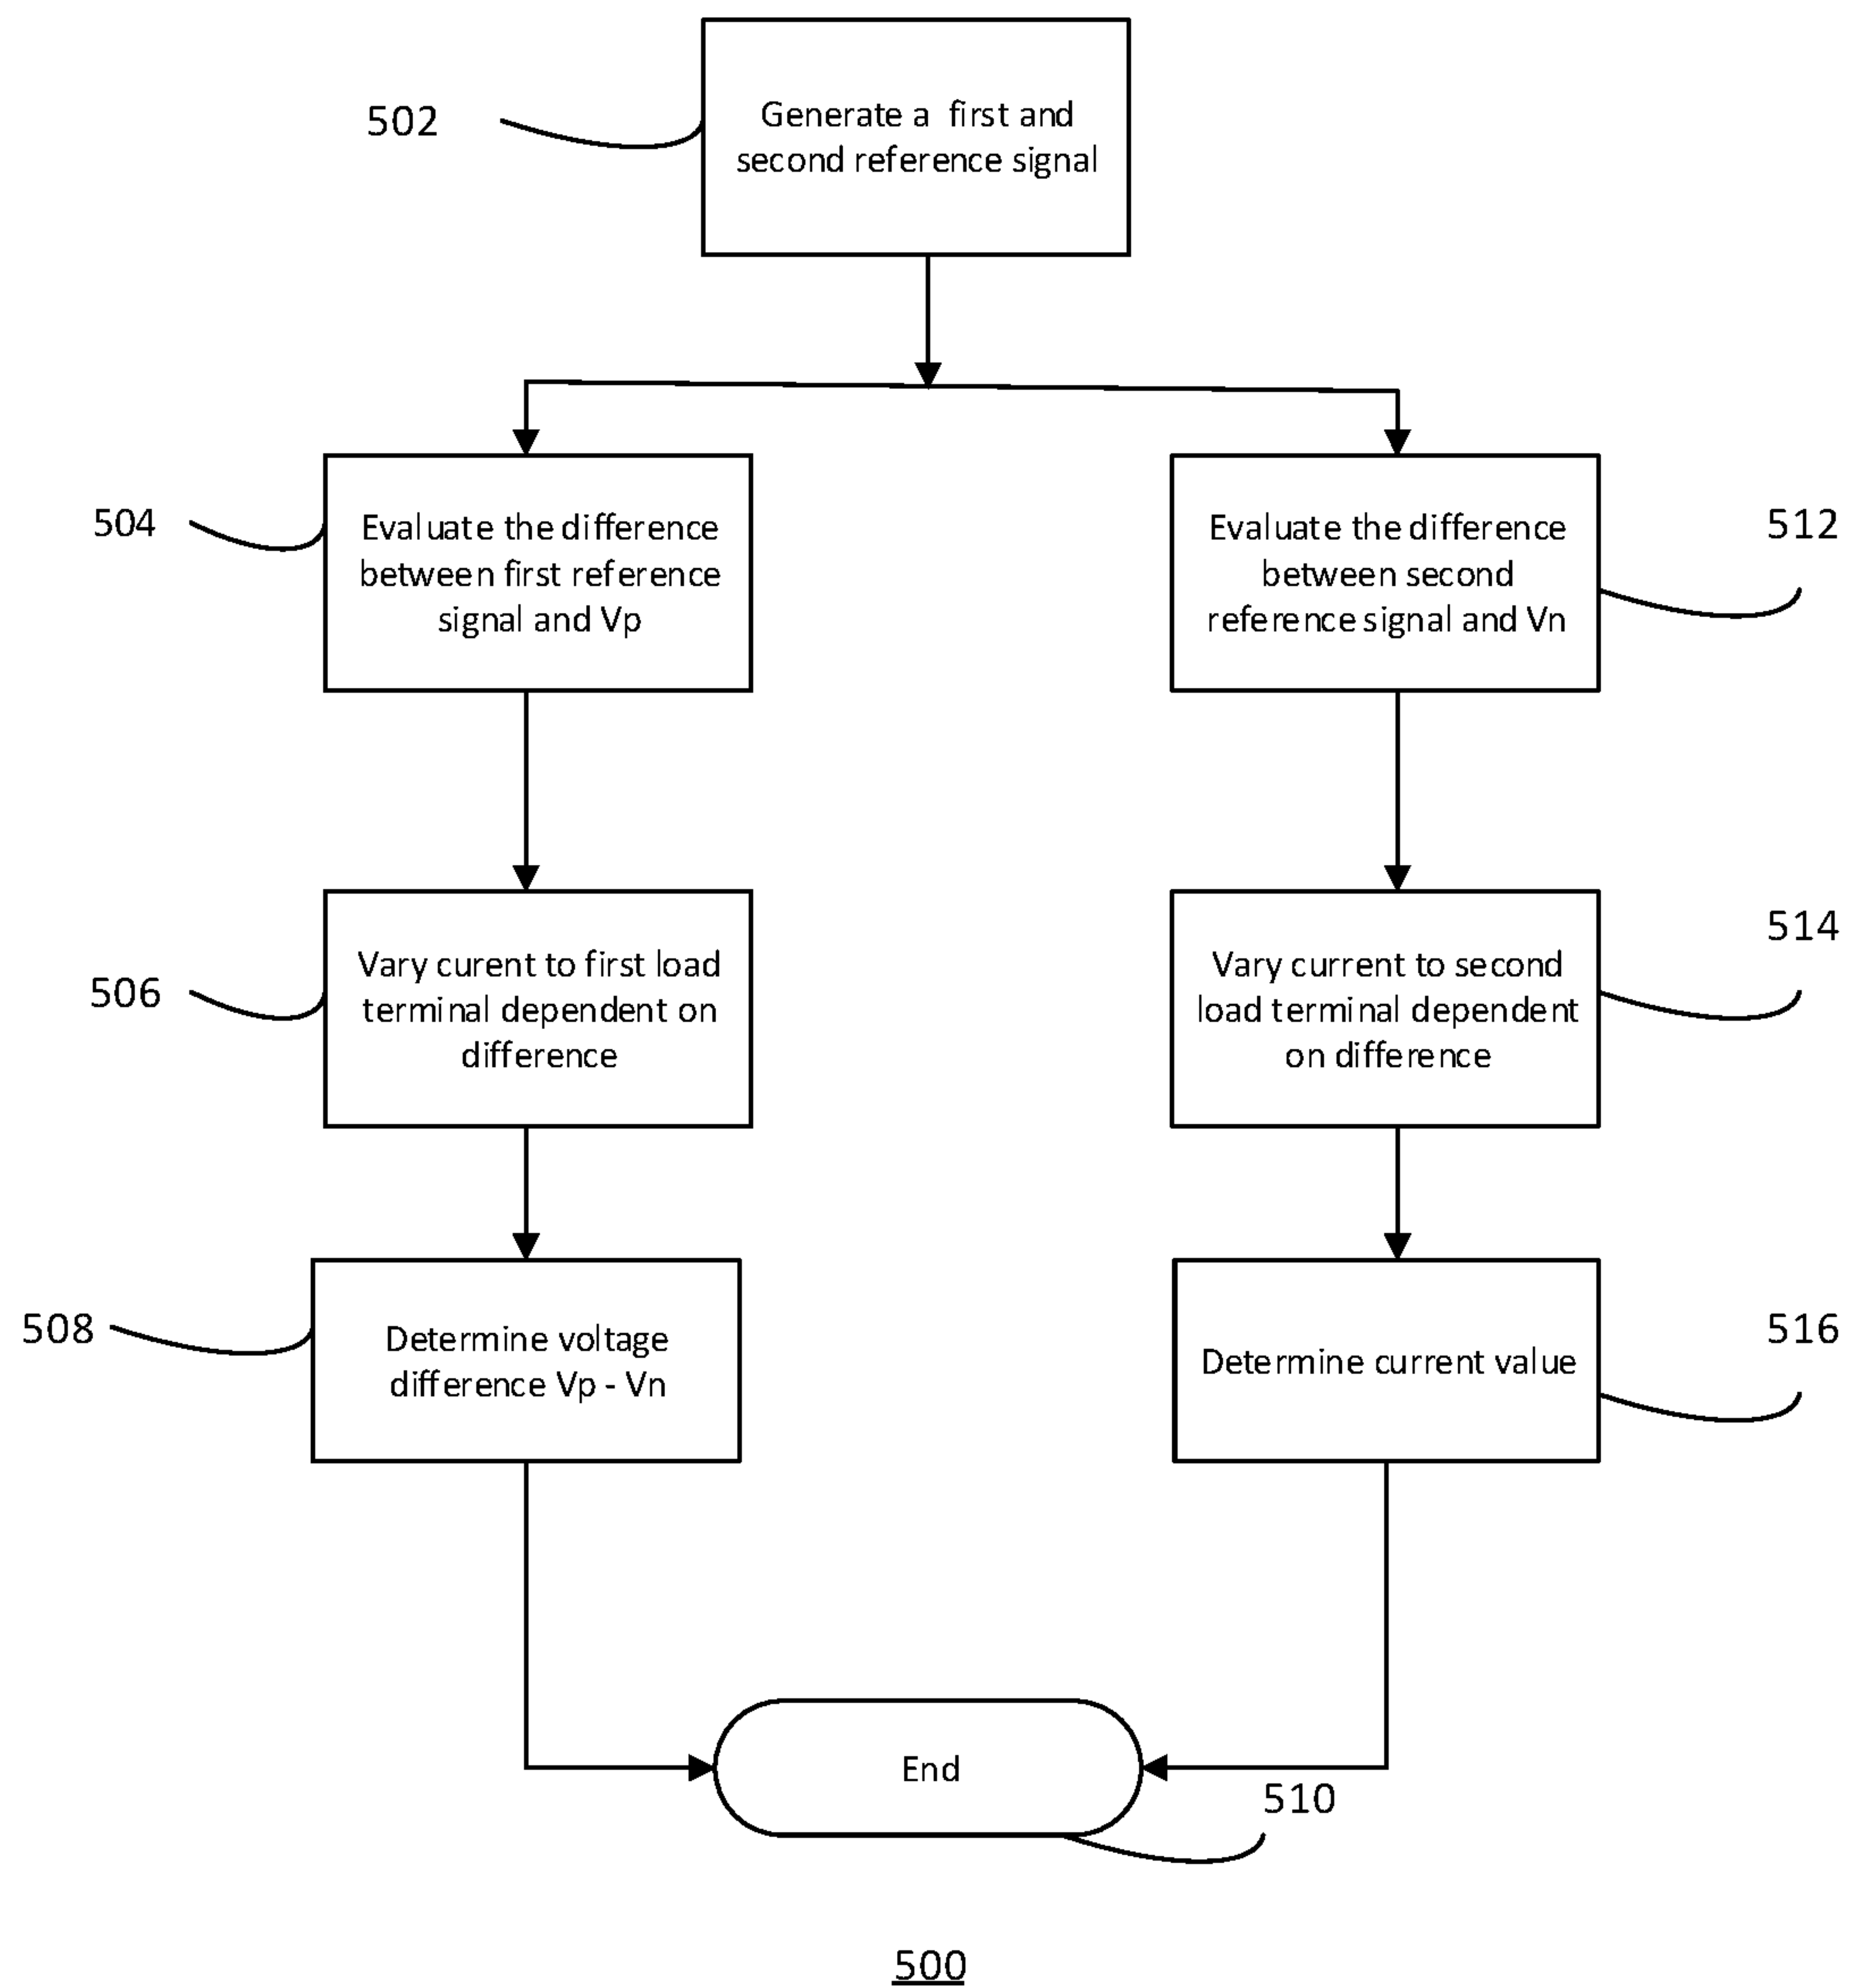 502
Generate a first and
second reference signal
504
Evaluate the difference
between first reference
signal and Vp
Evaluate the difference
between second
reference signal and Vn
512
506
Vary curent to first load
terminal dependent on
difference
Vary current to second
load terminal dependent
on difference
514
508
Determine voltage
difference Vp - Vn
Determine current value
516
End
510
500